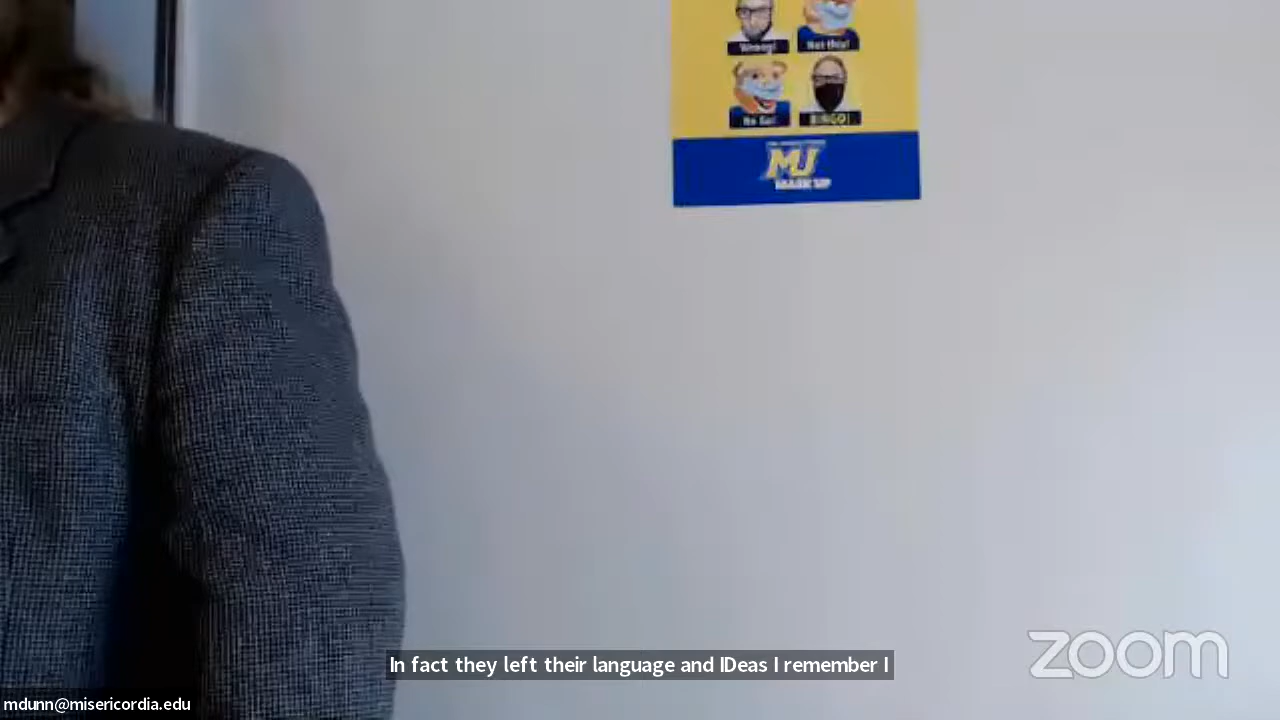 Wrong!
Not this!
No Go!
BINGO!
MU
MASK UP
In fact they left their language and IDeas I remember I
zoom
mdunn@misericordia.edu